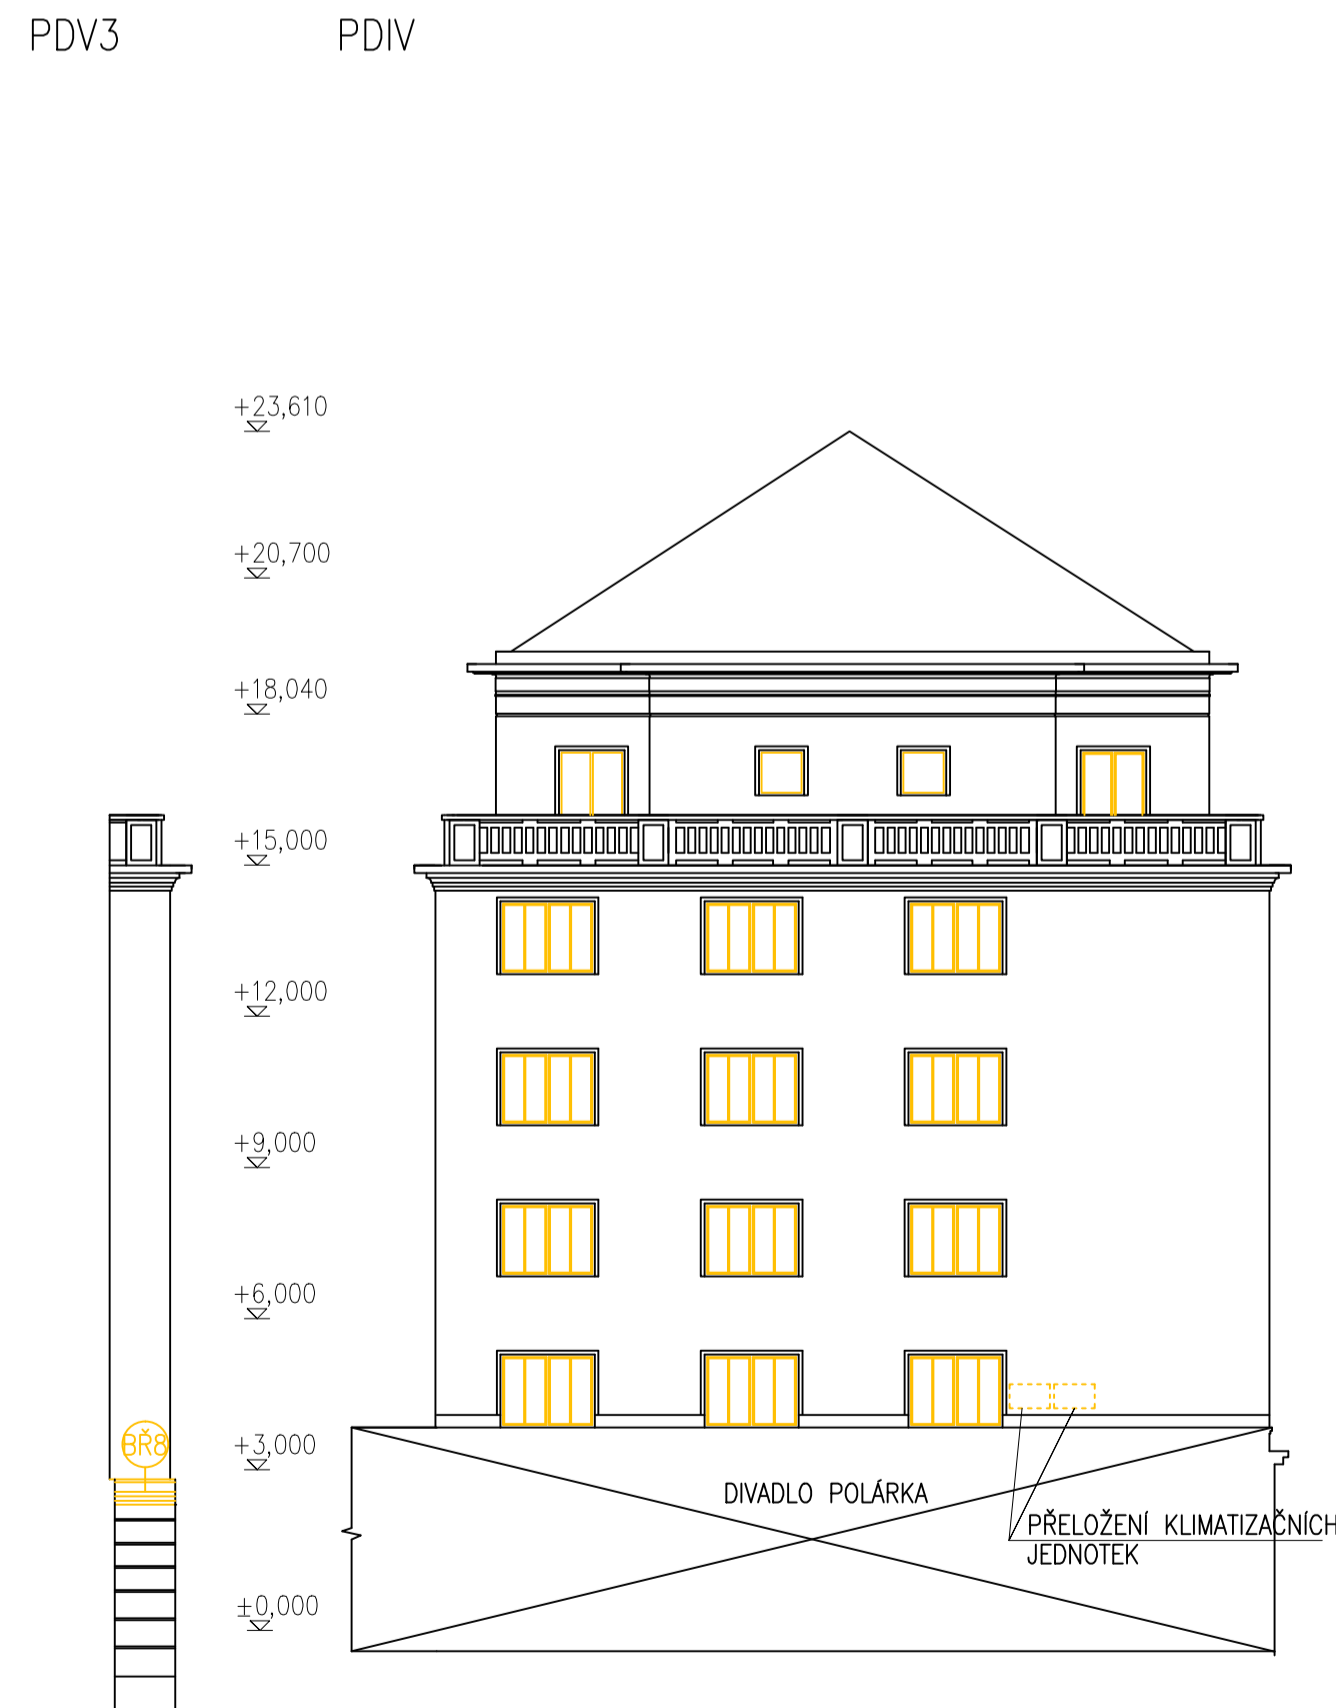 PDV3
PDIV
+23,610
+20,700
+18,040
+15,000
+12,000
+9,000
+6,000
+3,000
±0,000
BŘ8
DIVADLO POLÁRKA
PŘELOŽENÍ KLIMATIZAČNÍCH
JEDNOTEK